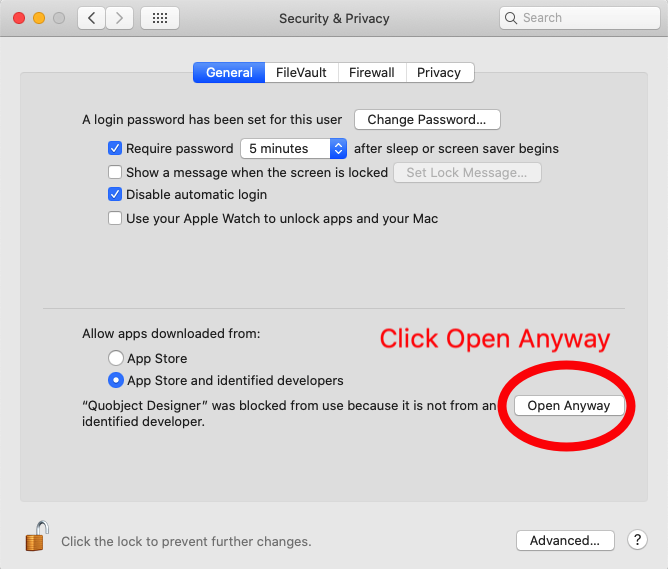 Security & Privacy
Search
General FileVault Firewall Privacy
A login password has been set for this user Change Password...
Require password 5 minutes after sleep or screen saver begins
Show a message when the screen is locked Set Lock Message...
Disable automatic login
Use your Apple Watch to unlock apps and your Mac
Allow apps downloaded from:
Click Open Anyway
App Store
App Store and identified developers
“Quobject Designer” was blocked from use because it is not from an Open Anyway
identified developer.
Click the lock to prevent further changes. Advanced... ?